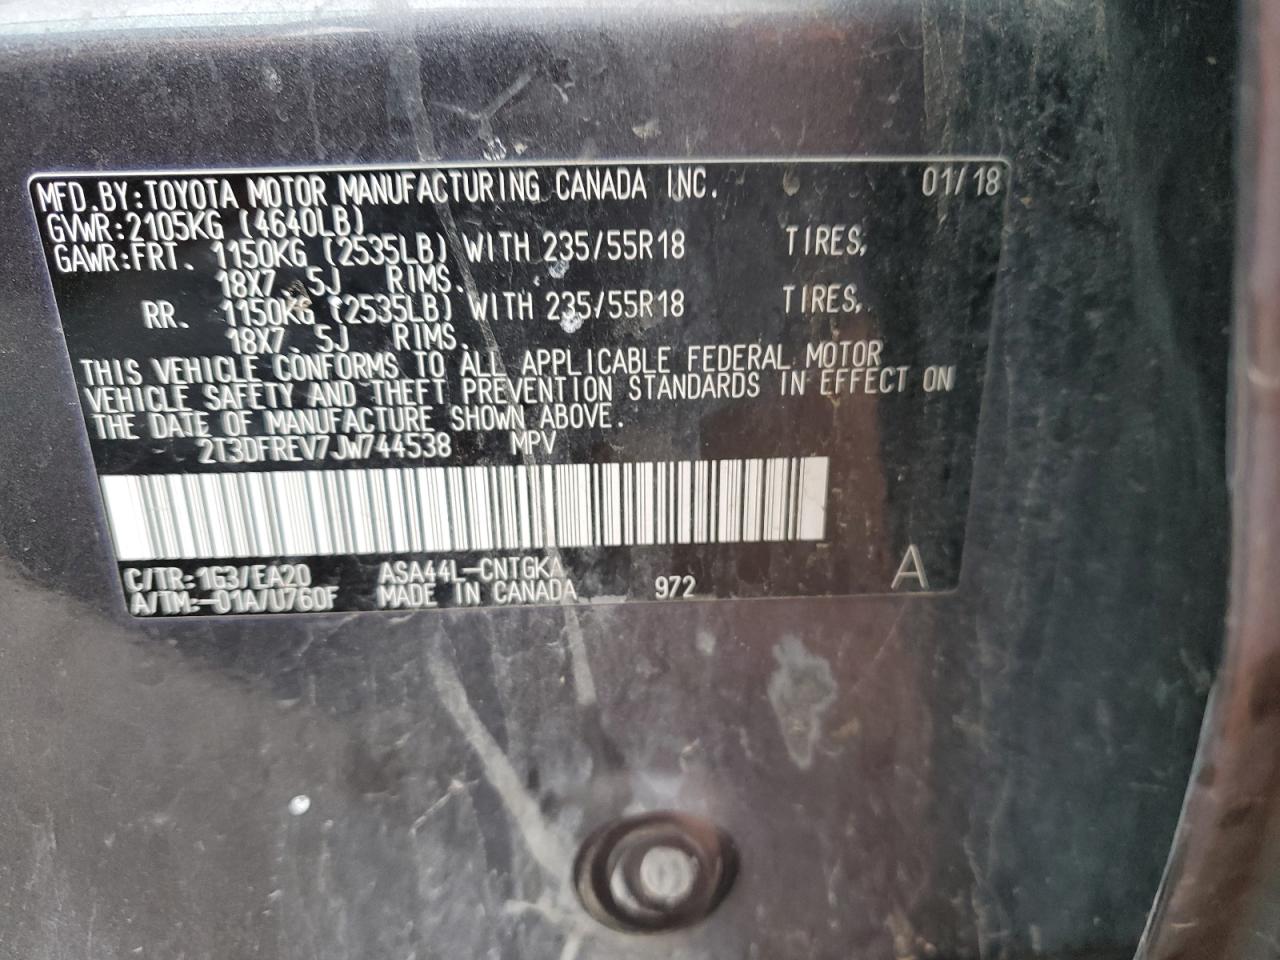 MFD.BY:TOYOTA MOTOR MANUFACTURING CANADA INC. 01/18
GVWR:2105KG (4640LB)
GAWR:FRT. 1150KG (2535LB) WITH 235/55R18 TIRES,
18X7. 5J RIMS.
RR. 1150KG (2535LB) WITH 235/55R18 TIRES,
18X7. 5J RIMS.
THIS VEHICLE CONFORMS TO ALL APPLICABLE FEDERAL MOTOR
VEHICLE SAFETY AND THEFT PREVENTION STANDARDS IN EFFECT ON
THE DATE OF MANUFACTURE SHOWN ABOVE.
2T3DFREV7JW744538 MPV
C/TR:1G3/EA20 ASA44L-CNTGKA
A/TM:-01A/U760F MADE IN CANADA 972 A